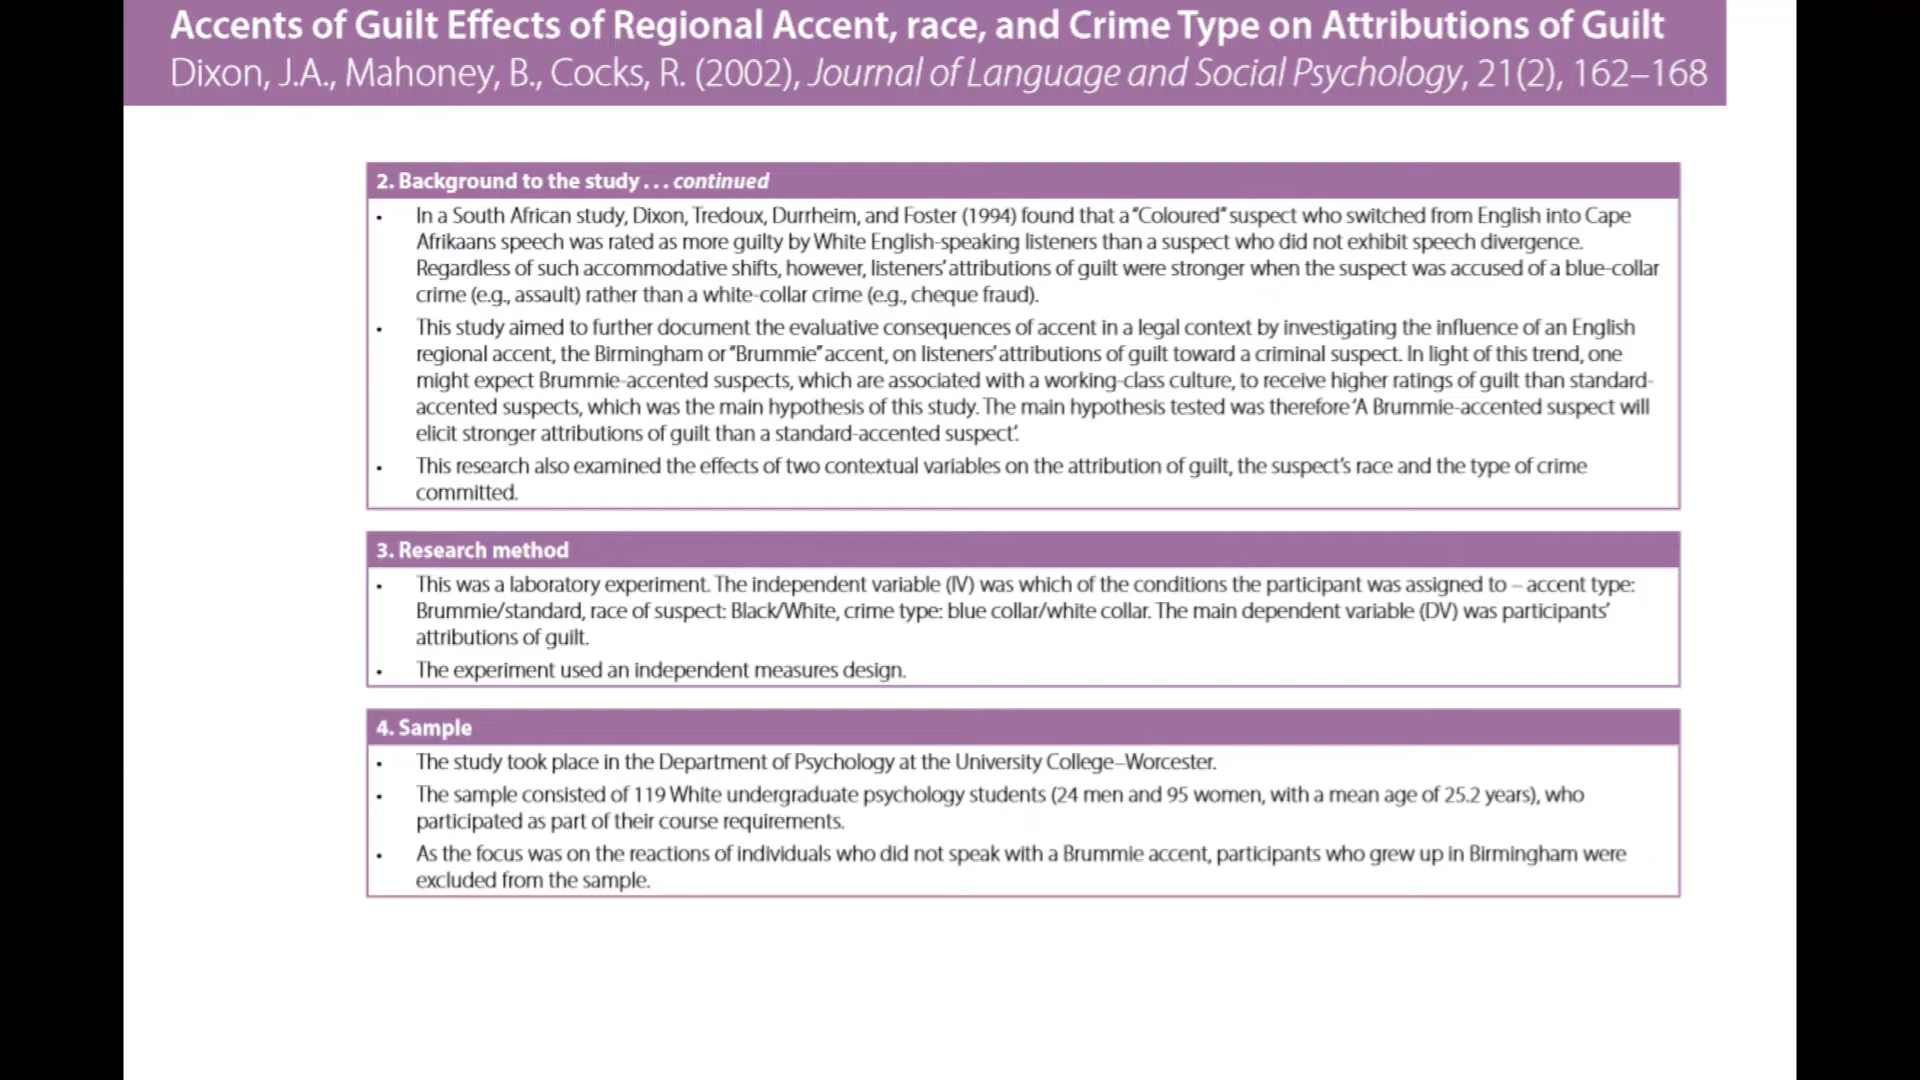 Accents of Guilt Effects of Regional Accent, race, and Crime Type on Attributions of Guilt
Dixon, J.A., Mahoney, B., Cocks, R. (2002), Journal of Language and Social Psychology, 21(2), 162–168
2. Background to the study . . . continued
• In a South African study, Dixon, Tredoux, Durrheim, and Foster (1994) found that a "Coloured" suspect who switched from English into Cape
Afrikaans speech was rated as more guilty by White English-speaking listeners than a suspect who did not exhibit speech divergence.
Regardless of such accommodative shifts, however, listeners' attributions of guilt were stronger when the suspect was accused of a blue-collar
crime (e.g., assault) rather than a white-collar crime (e.g., cheque fraud).
• This study aimed to further document the evaluative consequences of accent in a legal context by investigating the influence of an English
regional accent, the Birmingham or "Brummie" accent, on listeners' attributions of guilt toward a criminal suspect. In light of this trend, one
might expect Brummie-accented suspects, which are associated with a working-class culture, to receive higher ratings of guilt than standard-
accented suspects, which was the main hypothesis of this study. The main hypothesis tested was therefore 'A Brummie-accented suspect will
elicit stronger attributions of guilt than a standard-accented suspect'.
• This research also examined the effects of two contextual variables on the attribution of guilt, the suspect's race and the type of crime
committed.
3. Research method
• This was a laboratory experiment. The independent variable (IV) was which of the conditions the participant was assigned to – accent type:
Brummie/standard, race of suspect: Black/White, crime type: blue collar/white collar. The main dependent variable (DV) was participants'
attributions of guilt.
• The experiment used an independent measures design.
4. Sample
• The study took place in the Department of Psychology at the University College–Worcester.
• The sample consisted of 119 White undergraduate psychology students (24 men and 95 women, with a mean age of 25.2 years), who
participated as part of their course requirements.
• As the focus was on the reactions of individuals who did not speak with a Brummie accent, participants who grew up in Birmingham were
excluded from the sample.